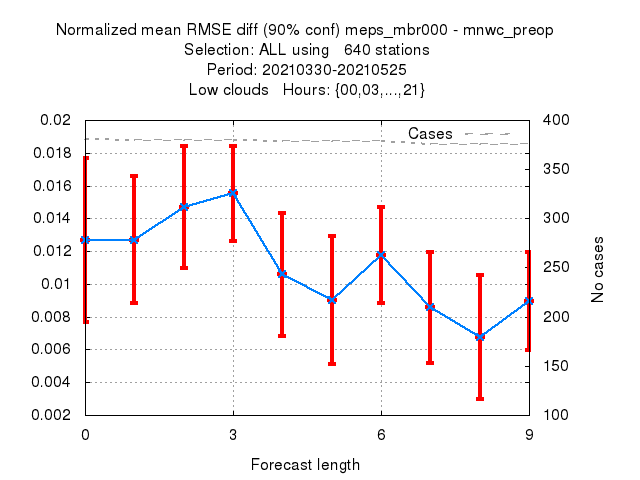 Normalized mean RMSE diff (90% conf) meps_mbr000 - mnwc_preop
Selection: ALL using   640 stations
Period: 20210330-20210525
Low clouds   Hours: {00,03,...,21}
Cases
0.02
0.018
0.016
0.014
0.012
0.01
0.008
0.006
0.004
0.002
400
350
300
250
200
150
100
No cases
0 3 6 9
Forecast length